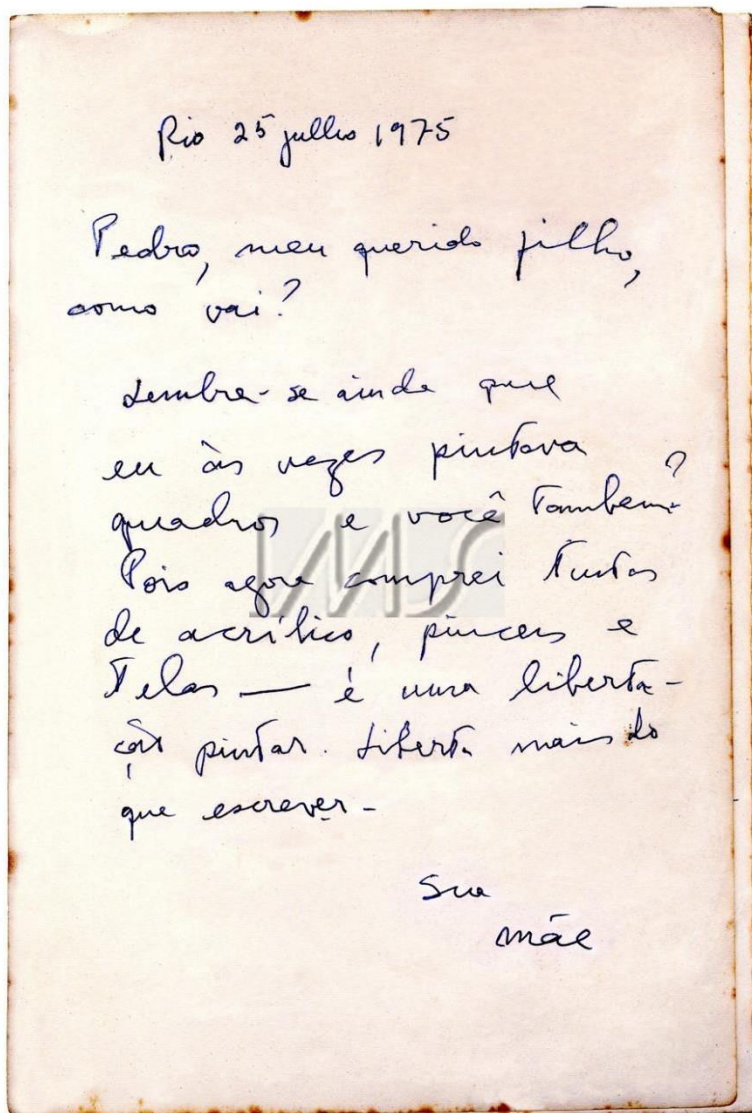 Rio 25 julho 1975
Pedro, meu querido filho,
como vai?
Lembra-se ainda que
eu às vezes pintava
quadros e você também?
Pois agora comprei tintas
de acrílico, pinceis e
telas — é uma liberta-
ção pintar. Liberta mais do
que escrever -
Sua
mãe
IMS